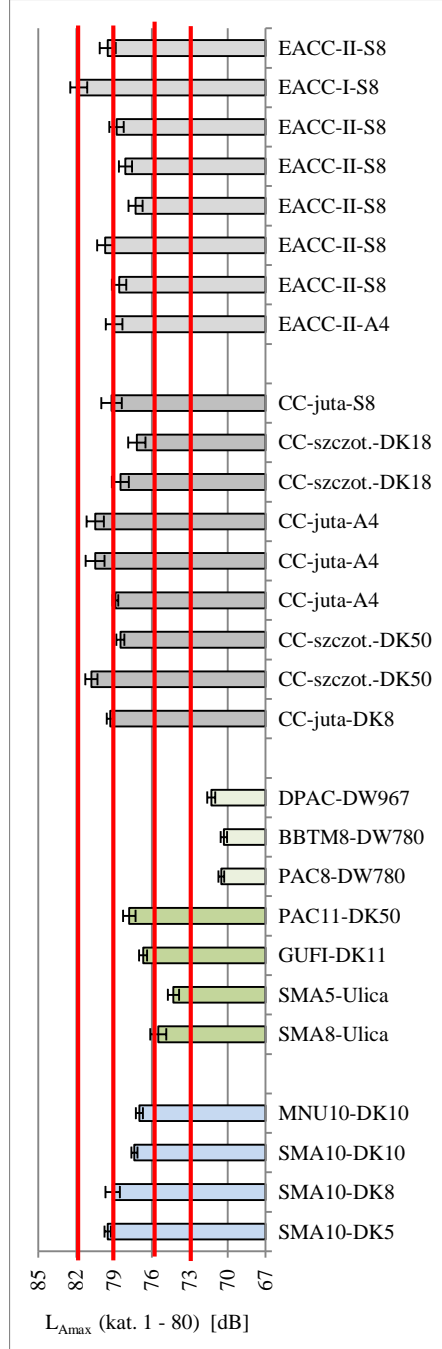 EACC-II-S8
EACC-I-S8
EACC-II-S8
EACC-II-S8
EACC-II-S8
EACC-II-S8
EACC-II-S8
EACC-II-A4
CC-juta-S8
CC-szczot.-DK18
CC-szczot.-DK18
CC-juta-A4
CC-juta-A4
CC-juta-A4
CC-szczot.-DK50
CC-szczot.-DK50
CC-juta-DK8
DPAC-DW967
BBTM8-DW780
PAC8-DW780
PAC11-DK50
GUFI-DK11
SMA5-Ulica
SMA8-Ulica
MNU10-DK10
SMA10-DK10
SMA10-DK8
SMA10-DK5
85 82 79 76 73 70 67
LAmax (kat. 1 - 80) [dB]